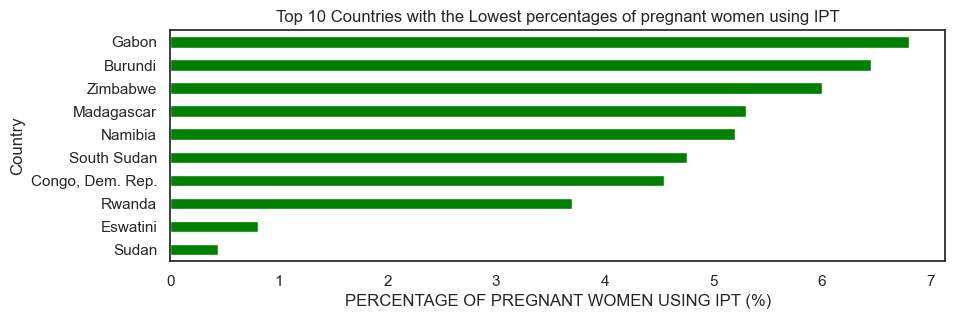 Top 10 Countries with the Lowest percentages of pregnant women using IPT
Country
Gabon
Burundi
Zimbabwe
Madagascar
Namibia
South Sudan
Congo, Dem. Rep.
Rwanda
Eswatini
Sudan
0 1 2 3 4 5 6 7
PERCENTAGE OF PREGNANT WOMEN USING IPT (%)